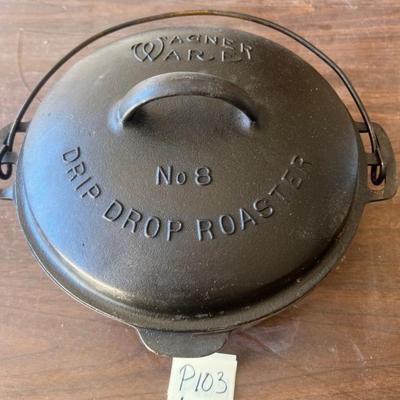 WAGNER
WARE
No 8
DRIP DROP ROASTER
P103